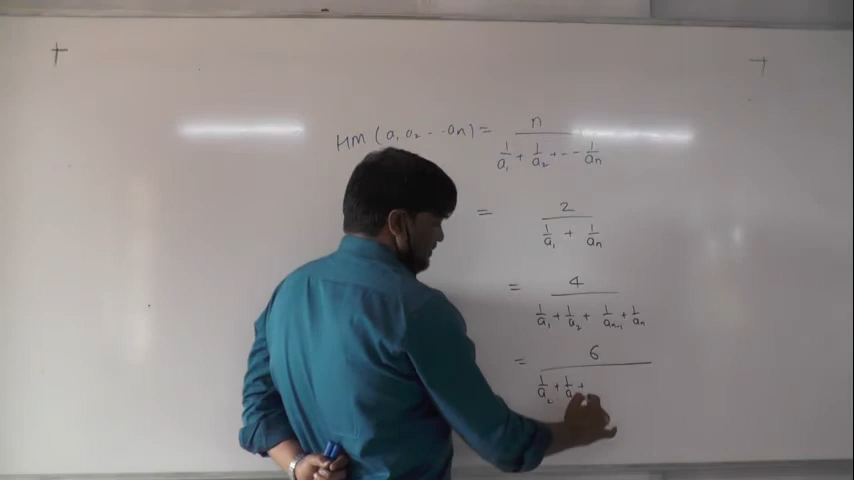 HM (a₁ a₂ - - aₙ) = n / (1/a₁ + 1/a₂ + - - 1/aₙ)
= 2 / (1/a₁ + 1/aₙ)
= 4 / (1/a₁ + 1/a₂ + 1/aₙ₋₁ + 1/aₙ)
= 6 / (1/a₂ + 1/a +